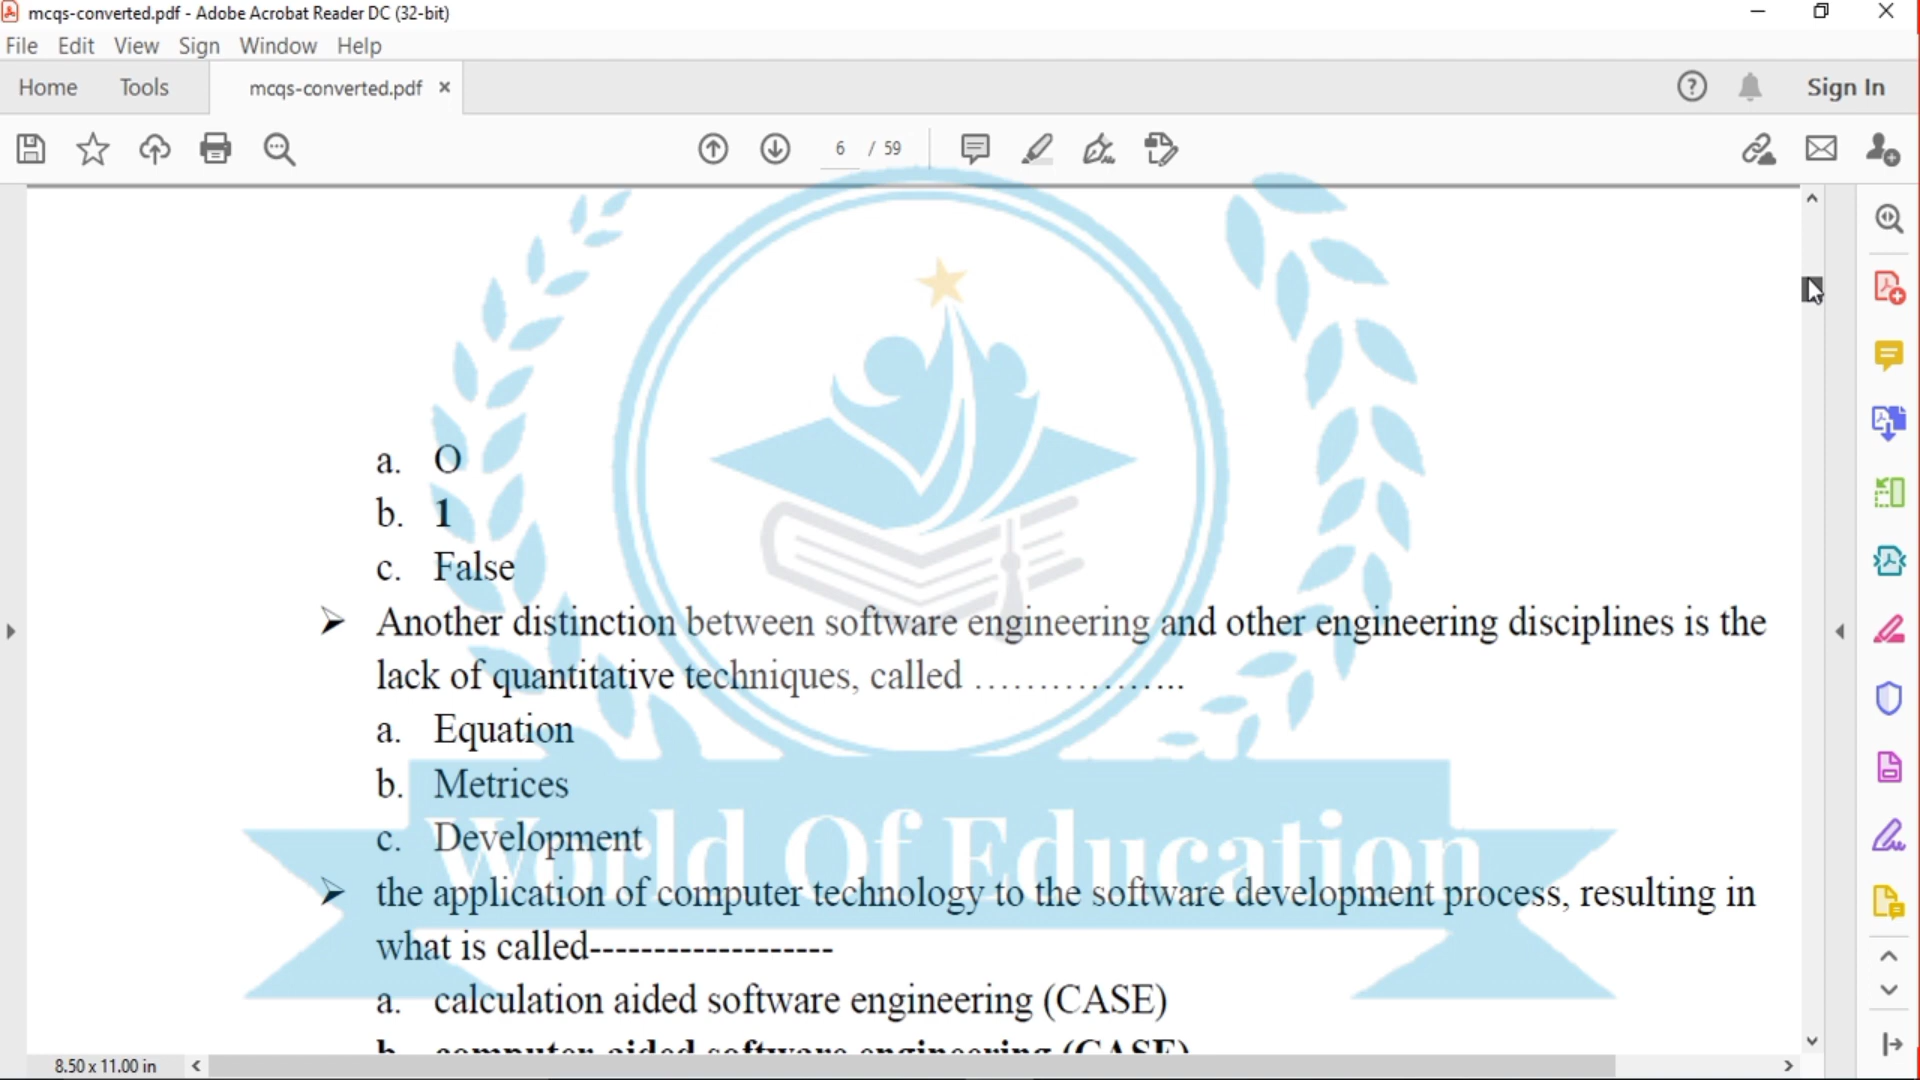 mcqs-converted.pdf - Adobe Acrobat Reader DC (32-bit)
File Edit View Sign Window Help
Home Tools mcqs-converted.pdf × Sign In
6 / 59
a. O
b. 1
c. False
➢ Another distinction between software engineering and other engineering disciplines is the
lack of quantitative techniques, called ……………..
a. Equation
b. Metrices
c. Development
World Of Education
➢ the application of computer technology to the software development process, resulting in
what is called-------------------
a. calculation aided software engineering (CASE)
b. computer aided software engineering (CASE)
8.50 x 11.00 in